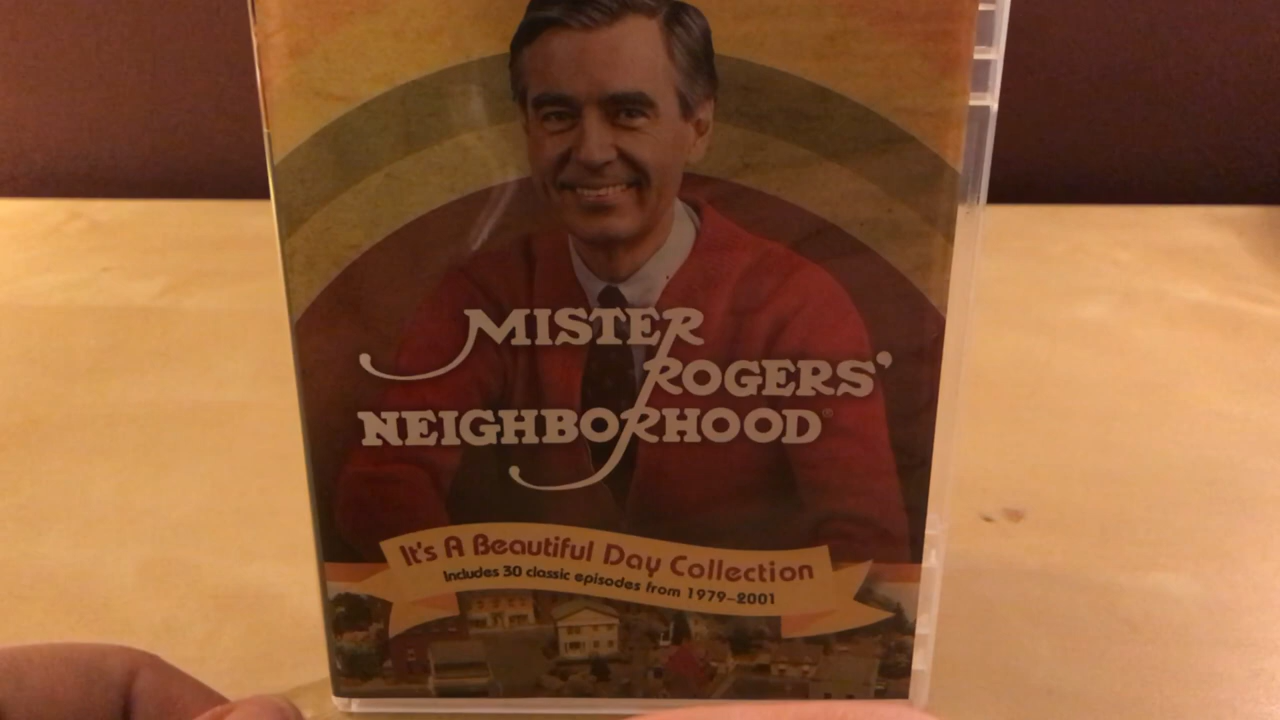 MISTER
ROGERS'
NEIGHBORHOOD®
It's A Beautiful Day Collection
Includes 30 classic episodes from 1979–2001